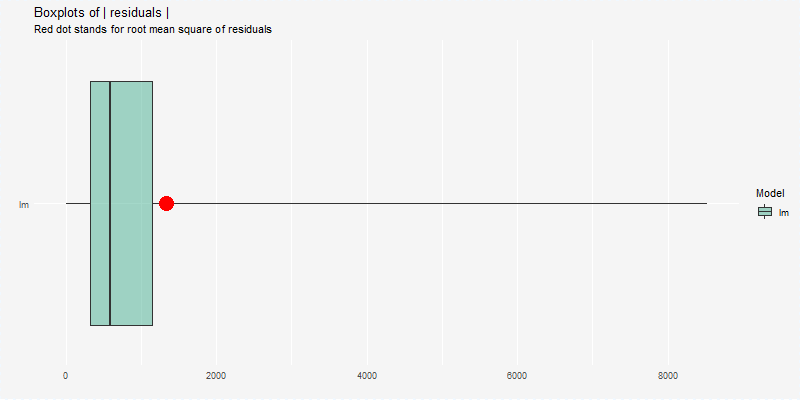 Boxplots of | residuals |
Red dot stands for root mean square of residuals
lm
Model
lm
0
2000
4000
6000
8000